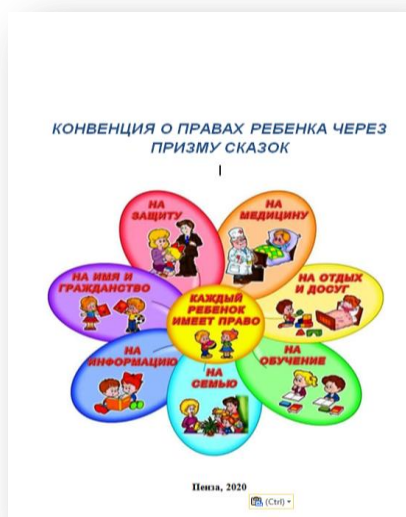 КОНВЕНЦИЯ О ПРАВАХ РЕБЕНКА ЧЕРЕЗ
ПРИЗМУ СКАЗОК
НА
ЗАЩИТУ
НА
МЕДИЦИНУ
НА ИМЯ И
ГРАЖДАНСТВО
КАЖДЫЙ
РЕБЕНОК
ИМЕЕТ ПРАВО
НА ОТДЫХ
И ДОСУГ
НА
ИНФОРМАЦИЮ
НА
СЕМЬЮ
НА
ОБУЧЕНИЕ
Пенза, 2020
(Ctrl)